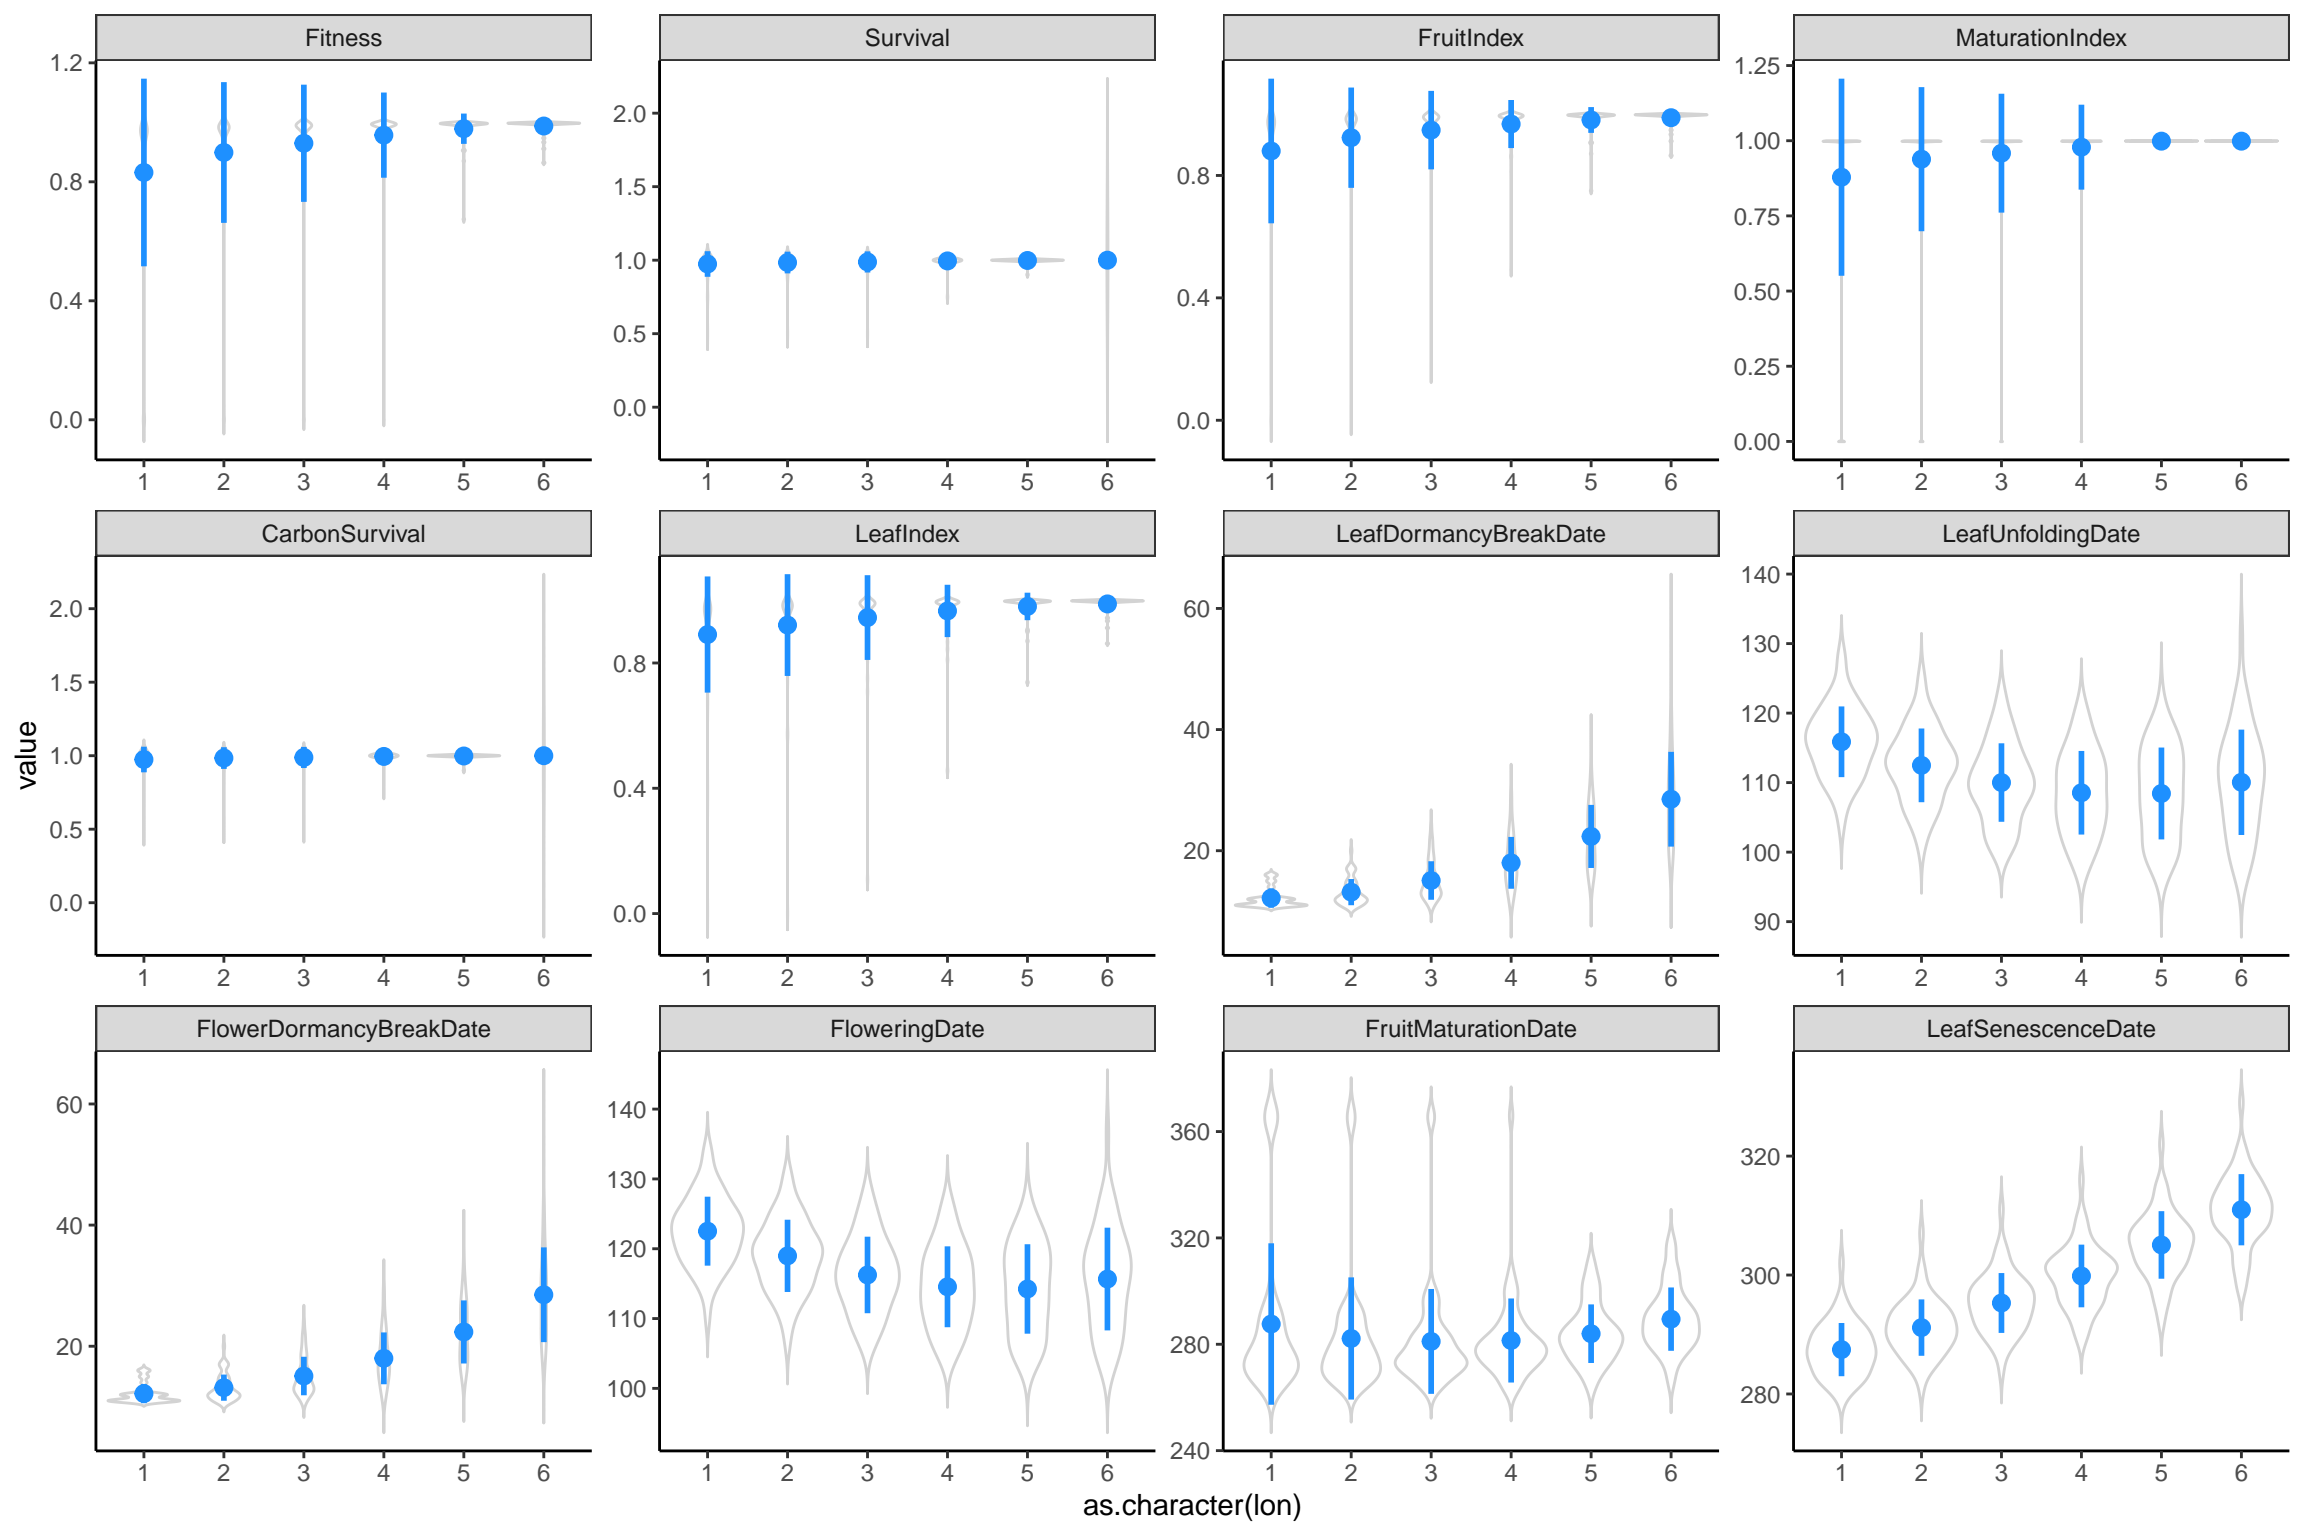 Fitness Survival FruitIndex MaturationIndex
1.2
0.8
0.4
0.0
1 2 3 4 5 6
2.0
1.5
1.0
0.5
0.0
1 2 3 4 5 6
0.8
0.4
0.0
1 2 3 4 5 6
1.25
1.00
0.75
0.50
0.25
0.00
1 2 3 4 5 6
CarbonSurvival LeafIndex LeafDormancyBreakDate LeafUnfoldingDate
value
2.0
1.5
1.0
0.5
0.0
1 2 3 4 5 6
0.8
0.4
0.0
1 2 3 4 5 6
60
40
20
1 2 3 4 5 6
140
130
120
110
100
90
1 2 3 4 5 6
FlowerDormancyBreakDate FloweringDate FruitMaturationDate LeafSenescenceDate
60
40
20
1 2 3 4 5 6
140
130
120
110
100
1 2 3 4 5 6
360
320
280
240
1 2 3 4 5 6
320
300
280
1 2 3 4 5 6
as.character(lon)